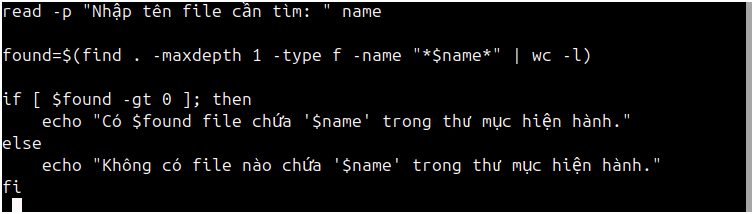 read -p "Nhập tên file cần tìm: " name
found=$(find . -maxdepth 1 -type f -name "*$name*" | wc -l)
if [ $found -gt 0 ]; then
    echo "Có $found file chứa '$name' trong thư mục hiện hành."
else
    echo "Không có file nào chứa '$name' trong thư mục hiện hành."
fi